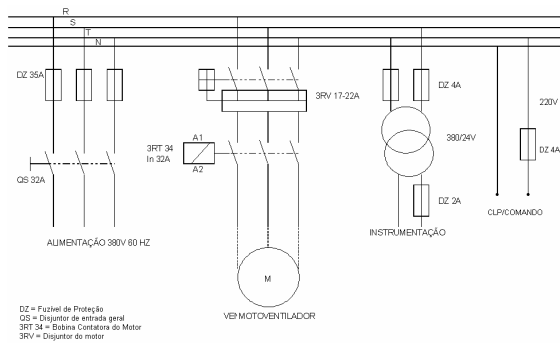 R
S
T
N
DZ 35A
3RV 17-22A
DZ 4A
220V
380/24V
DZ 4A
3RT 34
In 32A
A1
A2
QS 32A
DZ 2A
CLP/COMANDO
INSTRUMENTAÇÃO
ALIMENTAÇÃO 380V 60 HZ
M
MOTOVENTILADOR
DZ = Fuzível de Proteção
QS = Disjuntor de entrada geral
3RT 34 = Bobina Contatora do Motor
3RV = Disjuntor do motor